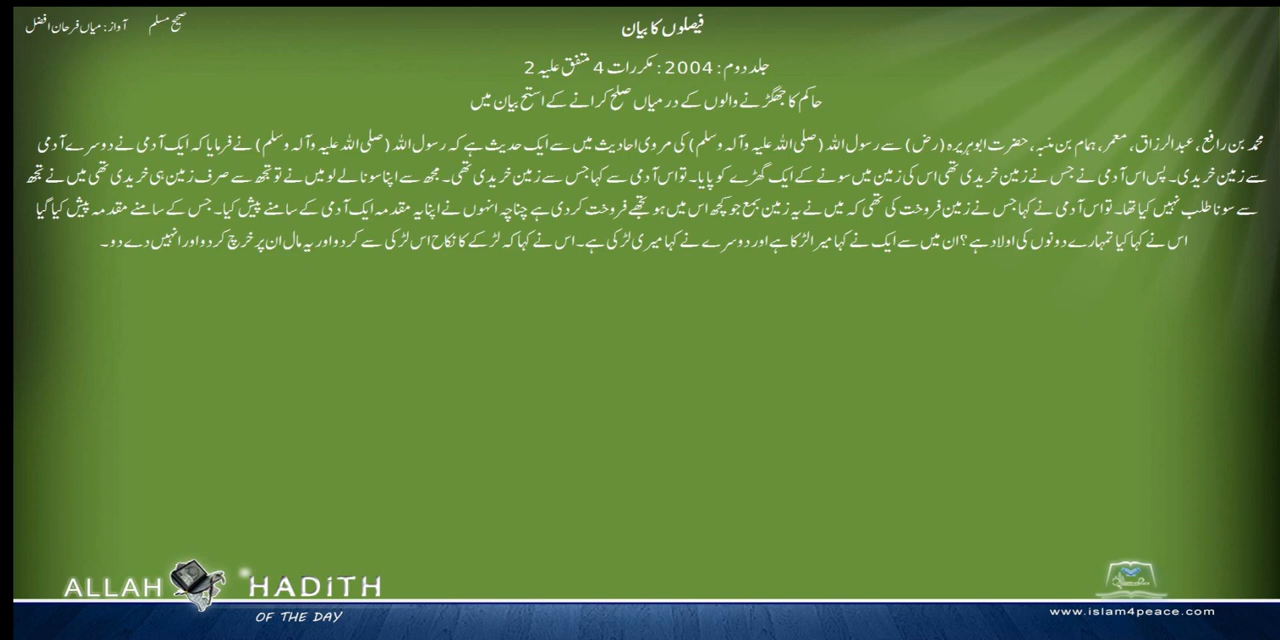 صحیح مسلم آواز: میاں فرحان افضل
فیصلوں کا بیان
جلد دوم: 2004 : مکررات 4 متفق علیہ 2
حاکم کا جھگڑنے والوں کے درمیاں صلح کرانے کے استح بیان میں
محمد بن رافع، عبدالرزاق، معمر، ہمام بن منبہ، حضرت ابوہریرہ (رض) سے رسول اللہ (صلی اللہ علیہ وآلہ وسلم) کی مروی احادیث میں سے ایک حدیث ہے کہ رسول اللہ (صلی اللہ علیہ وآلہ وسلم) نے فرمایا کہ ایک آدمی نے دوسرے آدمی
سے زمین خریدی۔ پس اس آدمی نے جس نے زمین خریدی تھی اس کی زمین میں سونے کے ایک گھڑے کو پایا۔ تو اس آدمی سے کہا جس سے زمین خریدی تھی۔ مجھ سے اپنا سونا لے لو میں نے تو تجھ سے صرف زمین ہی خریدی تھی میں نے تجھ
سے سونا طلب نہیں کیا تھا۔ تو اس آدمی نے کہا جس نے زمین فروخت کی تھی کہ میں نے یہ زمین بمع جو کچھ اس میں ہو تجھے فروخت کر دی ہے چناچہ انہوں نے اپنا یہ مقدمہ ایک آدمی کے سامنے پیش کیا۔ جس کے سامنے مقدمہ پیش کیا گیا
اس نے کہا کیا تمہارے دونوں کی اولاد ہے؟ ان میں سے ایک نے کہا میرا لڑکا ہے اور دوسرے نے کہا میری لڑکی ہے۔ اس نے کہا کہ لڑکے کا نکاح اس لڑکی سے کردو اور یہ مال ان پر خرچ کردو اور انہیں دے دو۔
ALLAH HADITH
OF THE DAY
www.islam4peace.com